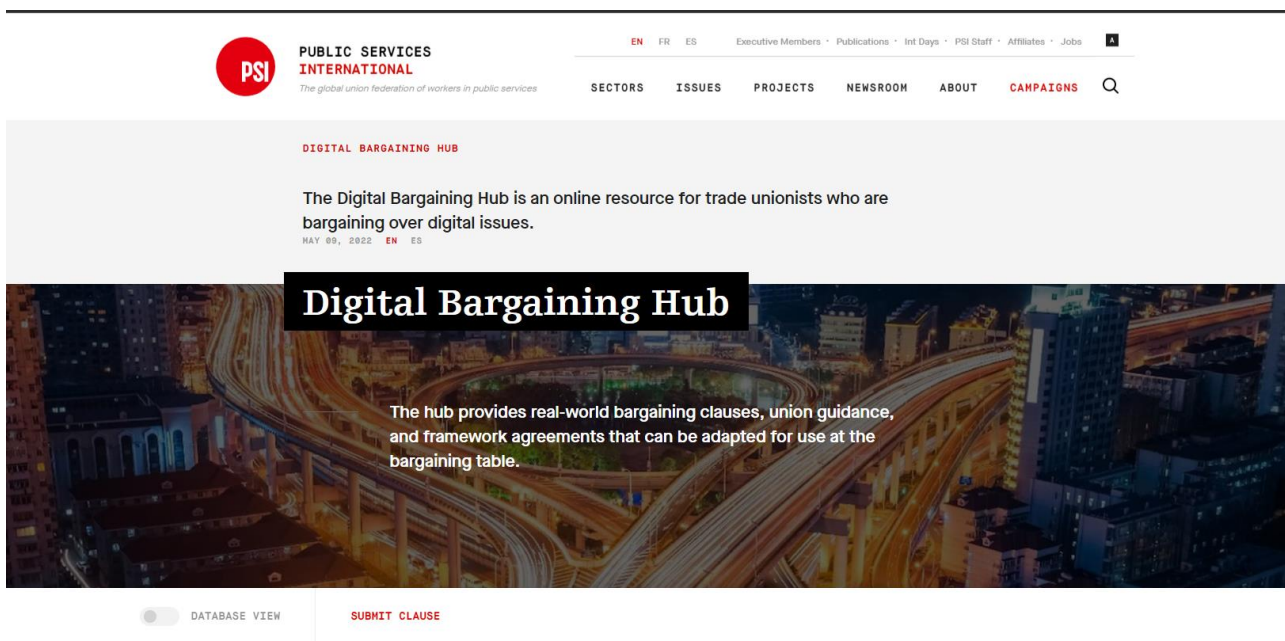 PSI
PUBLIC SERVICES
INTERNATIONAL
The global union federation of workers in public services
EN FR ES Executive Members · Publications · Int Days · PSI Staff · Affiliates · Jobs A
SECTORS ISSUES PROJECTS NEWSROOM ABOUT CAMPAIGNS
DIGITAL BARGAINING HUB
The Digital Bargaining Hub is an online resource for trade unionists who are
bargaining over digital issues.
MAY 09, 2022 EN ES
Digital Bargaining Hub
The hub provides real-world bargaining clauses, union guidance,
and framework agreements that can be adapted for use at the
bargaining table.
DATABASE VIEW SUBMIT CLAUSE